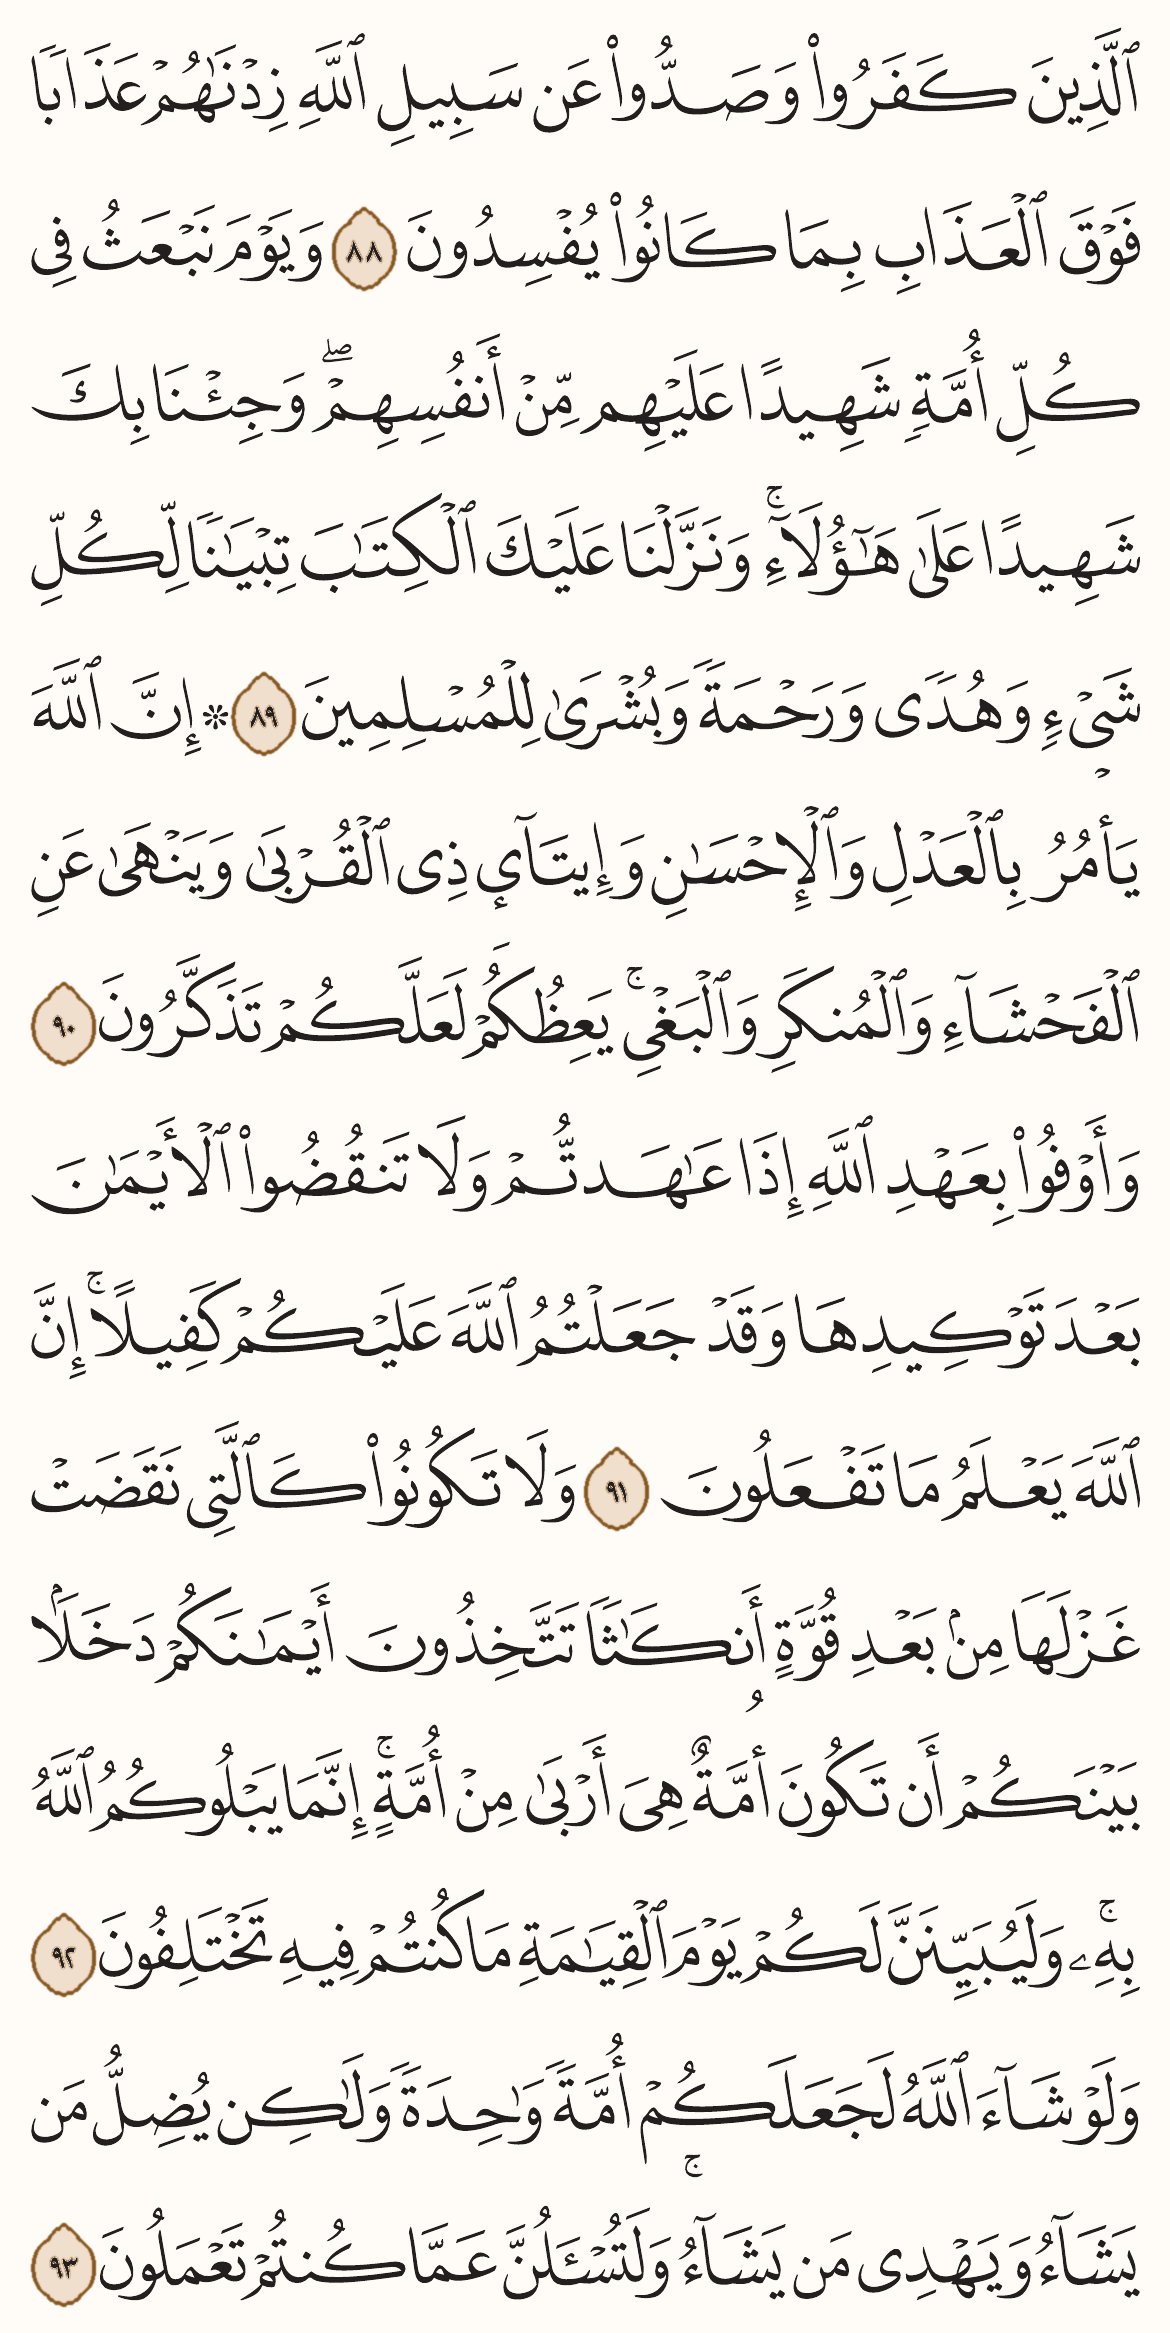 ٱلَّذِينَ كَفَرُوا۟ وَصَدُّوا۟ عَن سَبِيلِ ٱللَّهِ زِدْنَـٰهُمْ عَذَابًا
فَوْقَ ٱلْعَذَابِ بِمَا كَانُوا۟ يُفْسِدُونَ ٨٨ وَيَوْمَ نَبْعَثُ فِى
كُلِّ أُمَّةٍ شَهِيدًا عَلَيْهِم مِّنْ أَنفُسِهِمْ ۖ وَجِئْنَا بِكَ
شَهِيدًا عَلَىٰ هَـٰٓؤُلَآءِ ۚ وَنَزَّلْنَا عَلَيْكَ ٱلْكِتَـٰبَ تِبْيَـٰنًا لِّكُلِّ
شَىْءٍ وَهُدًى وَرَحْمَةً وَبُشْرَىٰ لِلْمُسْلِمِينَ ٨٩ ۞ إِنَّ ٱللَّهَ
يَأْمُرُ بِٱلْعَدْلِ وَٱلْإِحْسَـٰنِ وَإِيتَآئِ ذِى ٱلْقُرْبَىٰ وَيَنْهَىٰ عَنِ
ٱلْفَحْشَآءِ وَٱلْمُنكَرِ وَٱلْبَغْىِ ۚ يَعِظُكُمْ لَعَلَّكُمْ تَذَكَّرُونَ ٩٠
وَأَوْفُوا۟ بِعَهْدِ ٱللَّهِ إِذَا عَـٰهَدتُّمْ وَلَا تَنقُضُوا۟ ٱلْأَيْمَـٰنَ
بَعْدَ تَوْكِيدِهَا وَقَدْ جَعَلْتُمُ ٱللَّهَ عَلَيْكُمْ كَفِيلًا ۚ إِنَّ
ٱللَّهَ يَعْلَمُ مَا تَفْعَلُونَ ٩١ وَلَا تَكُونُوا۟ كَٱلَّتِى نَقَضَتْ
غَزْلَهَا مِنۢ بَعْدِ قُوَّةٍ أَنكَـٰثًا تَتَّخِذُونَ أَيْمَـٰنَكُمْ دَخَلًۢا
بَيْنَكُمْ أَن تَكُونَ أُمَّةٌ هِىَ أَرْبَىٰ مِنْ أُمَّةٍ ۚ إِنَّمَا يَبْلُوكُمُ ٱللَّهُ
بِهِۦ ۚ وَلَيُبَيِّنَنَّ لَكُمْ يَوْمَ ٱلْقِيَـٰمَةِ مَا كُنتُمْ فِيهِ تَخْتَلِفُونَ ٩٢
وَلَوْ شَآءَ ٱللَّهُ لَجَعَلَكُمْ أُمَّةً وَٰحِدَةً وَلَـٰكِن يُضِلُّ مَن
يَشَآءُ وَيَهْدِى مَن يَشَآءُ ۚ وَلَتُسْـَٔلُنَّ عَمَّا كُنتُمْ تَعْمَلُونَ ٩٣